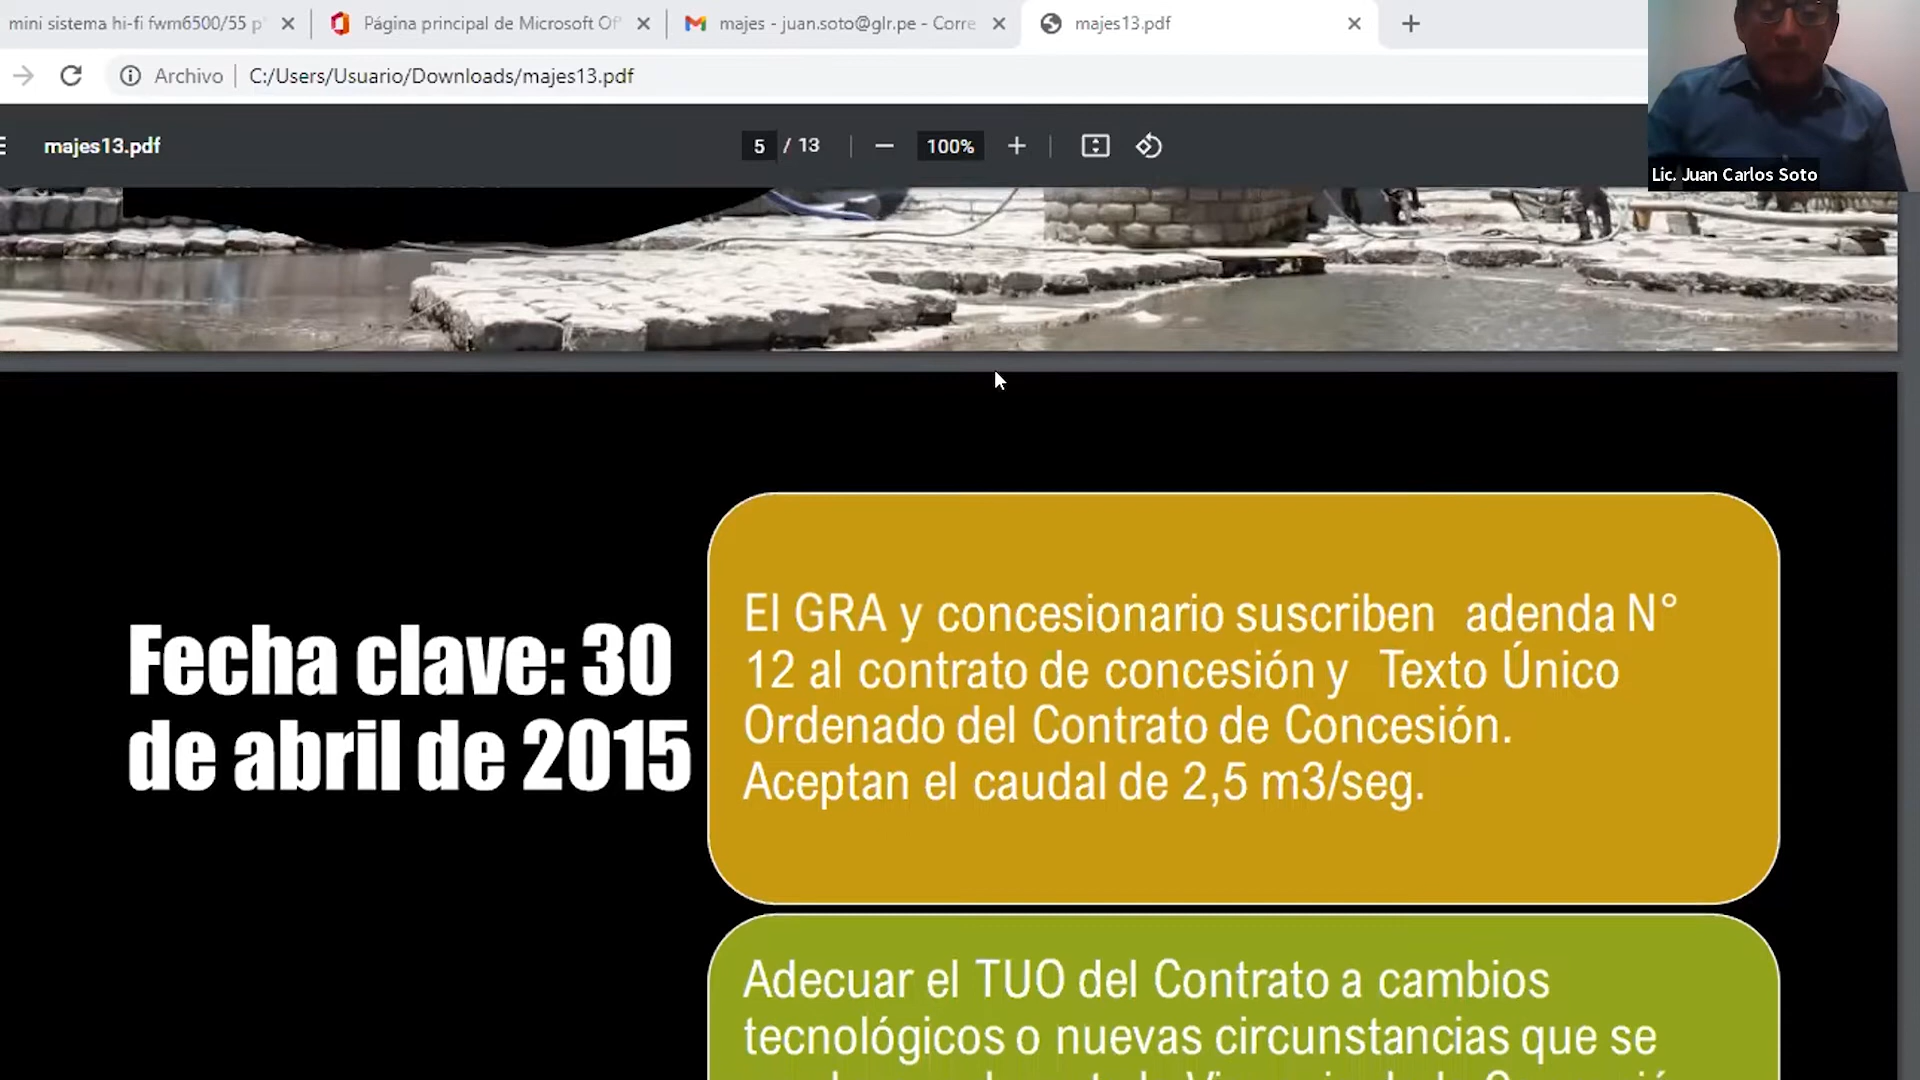 mini sistema hi-fi fwm6500/55 p
Página principal de Microsoft Of
majes - juan.soto@glr.pe - Corre
majes13.pdf
Archivo
C:/Users/Usuario/Downloads/majes13.pdf
majes13.pdf
5 / 13
100%
Lic. Juan Carlos Soto
Fecha clave: 30
de abril de 2015
El GRA y concesionario suscriben adenda N°
12 al contrato de concesión y Texto Único
Ordenado del Contrato de Concesión.
Aceptan el caudal de 2,5 m3/seg.
Adecuar el TUO del Contrato a cambios
tecnológicos o nuevas circunstancias que se